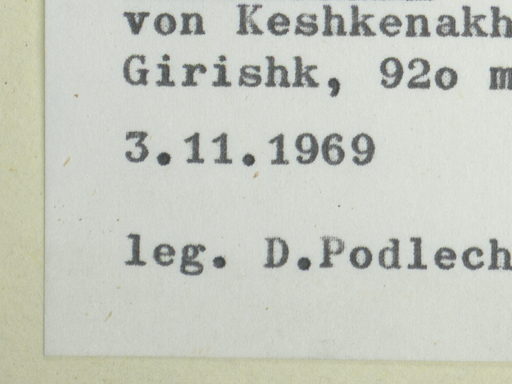 von Keshkenakh
Girishk, 92o m
3.11.1969
leg. D.Podlech